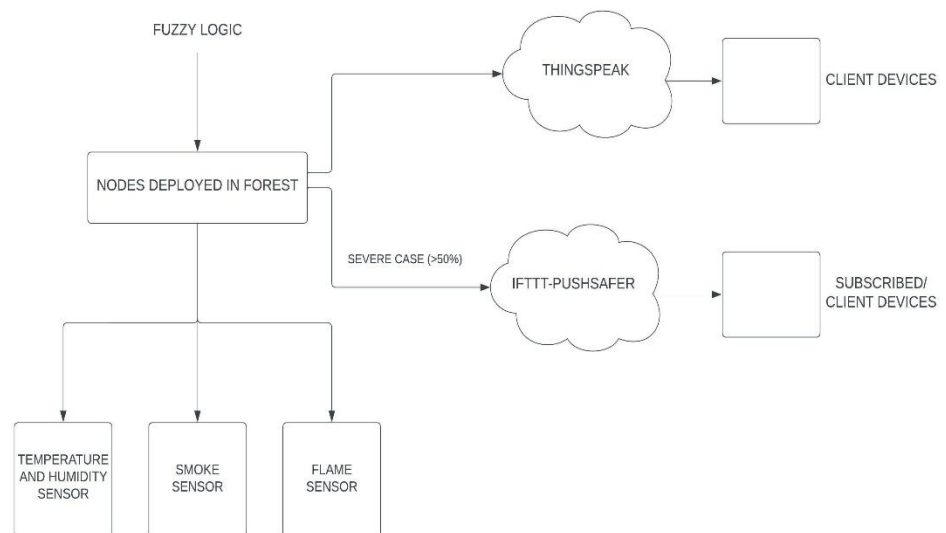 FUZZY LOGIC
THINGSPEAK
CLIENT DEVICES
NODES DEPLOYED IN FOREST
SEVERE CASE (>50%)
IFTTT-PUSHSAFER
SUBSCRIBED/
CLIENT DEVICES
TEMPERATURE
AND HUMIDITY
SENSOR
SMOKE
SENSOR
FLAME
SENSOR